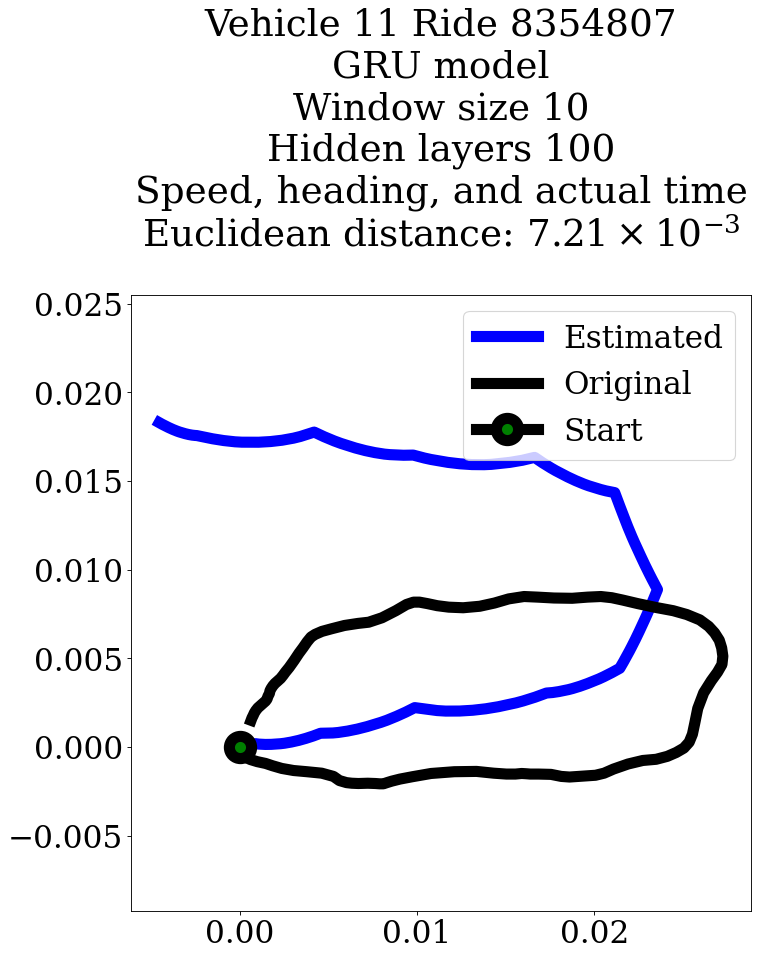 Vehicle 11 Ride 8354807
GRU model
Window size 10
Hidden layers 100
Speed, heading, and actual time
Euclidean distance: 7.21 × 10⁻³
Estimated
Original
Start
0.025
0.020
0.015
0.010
0.005
0.000
−0.005
0.00 0.01 0.02